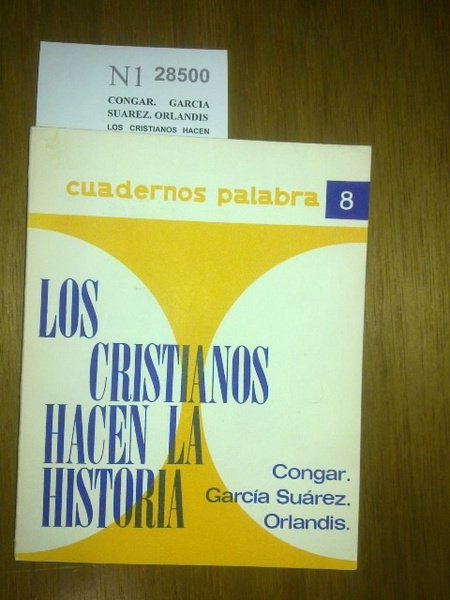 N1 28500
CONGAR. GARCIA
SUAREZ. ORLANDIS
LOS CRISTIANOS HACEN
cuadernos palabra 8
LOS
CRISTIANOS
HACEN LA
HISTORIA
Congar.
García Suárez.
Orlandis.